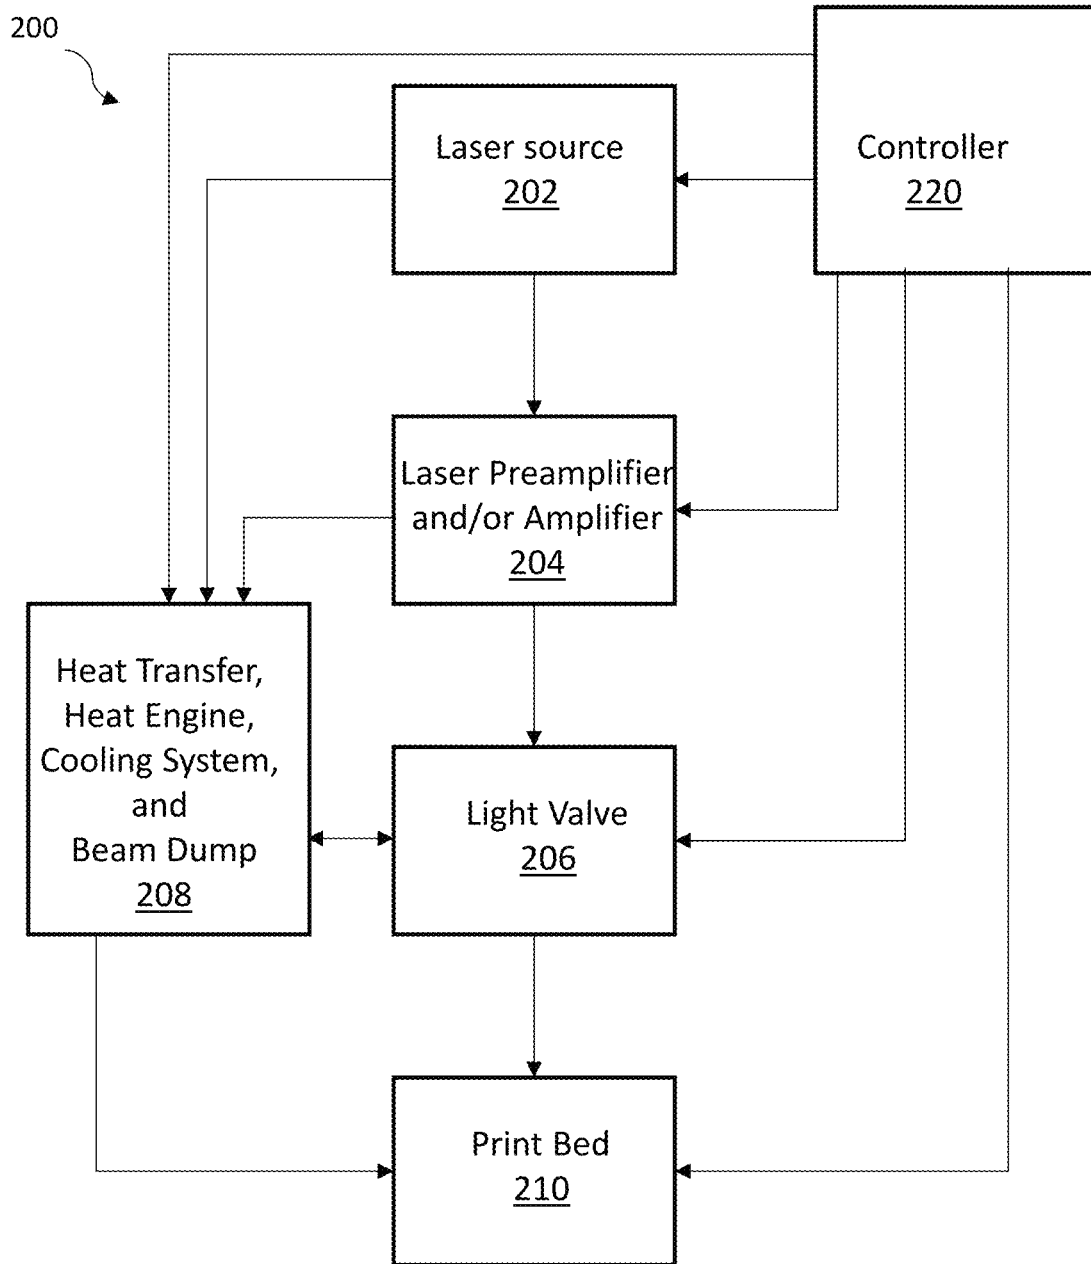 200
Laser source
202
Controller
220
Laser Preamplifier
and/or Amplifier
204
Heat Transfer,
Heat Engine,
Cooling System,
and
Beam Dump
208
Light Valve
206
Print Bed
210